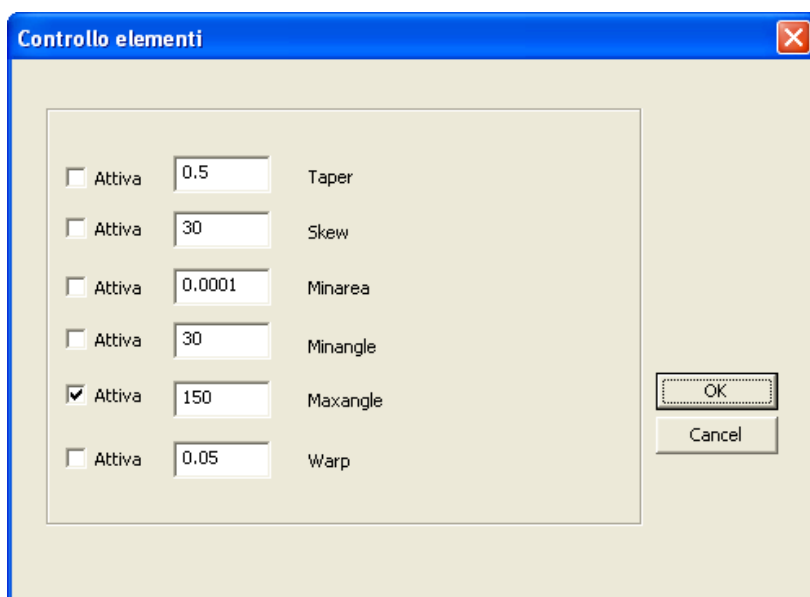 Controllo elementi
Attiva 0.5 Taper
Attiva 30 Skew
Attiva 0.0001 Minarea
Attiva 30 Minangle
Attiva 150 Maxangle
OK
Attiva 0.05 Warp
Cancel